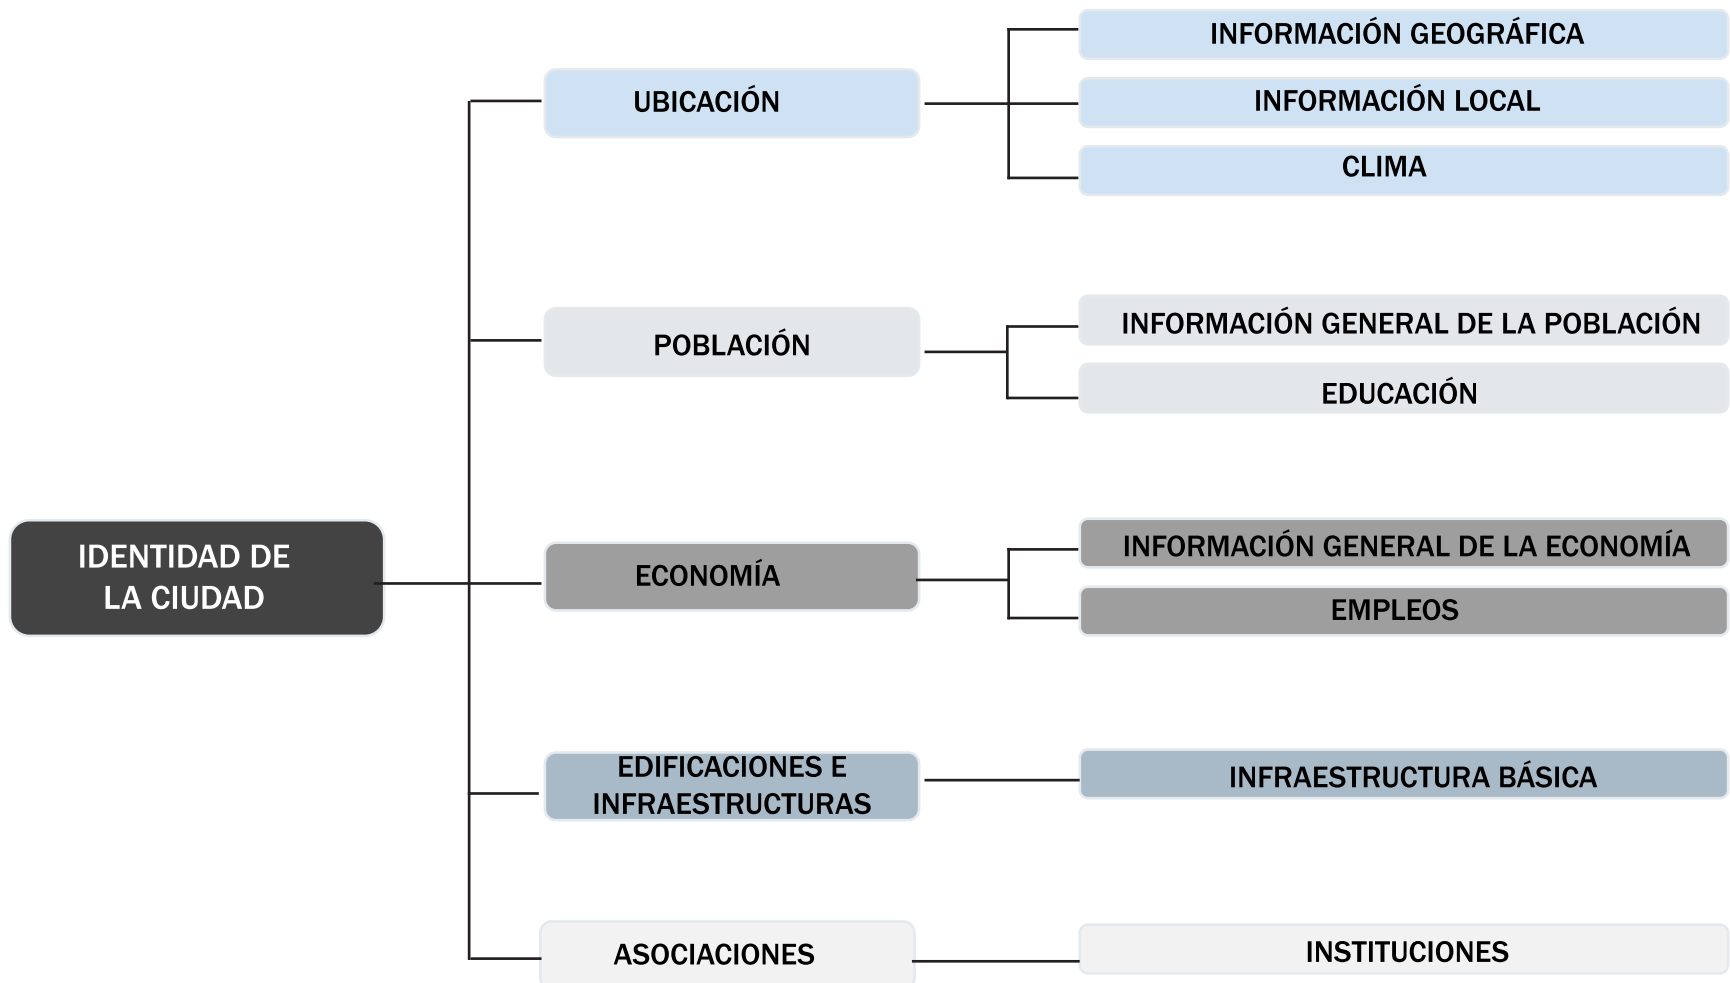 INFORMACIÓN GEOGRÁFICA
UBICACIÓN
INFORMACIÓN LOCAL
CLIMA
INFORMACIÓN GENERAL DE LA POBLACIÓN
POBLACIÓN
EDUCACIÓN
IDENTIDAD DE
LA CIUDAD
INFORMACIÓN GENERAL DE LA ECONOMÍA
ECONOMÍA
EMPLEOS
EDIFICACIONES E
INFRAESTRUCTURAS
INFRAESTRUCTURA BÁSICA
ASOCIACIONES
INSTITUCIONES